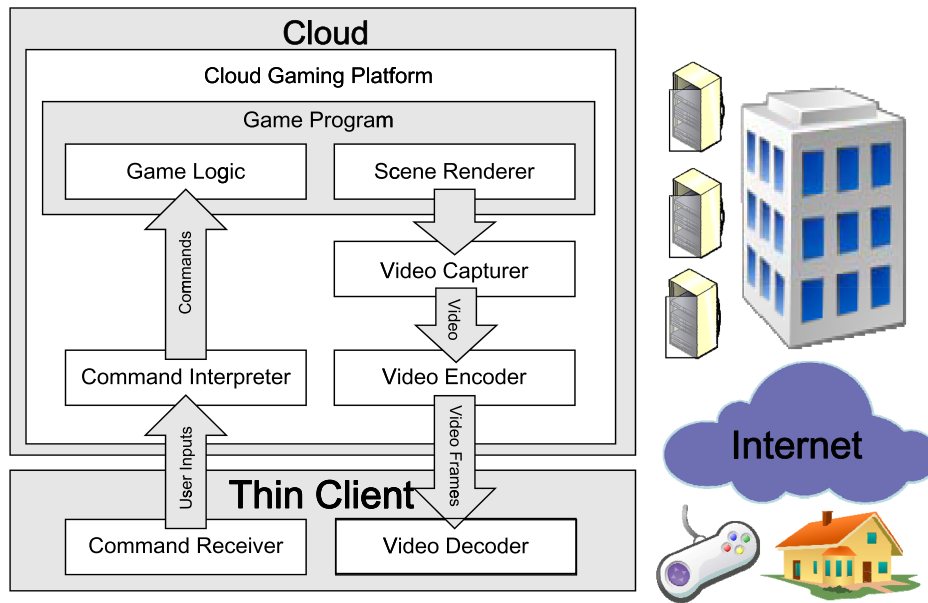 Cloud
Cloud Gaming Platform
Game Program
Game Logic
Scene Renderer
Commands
Video Capturer
Video
Command Interpreter
Video Encoder
User Inputs
Video Frames
Thin Client
Command Receiver
Video Decoder
Internet